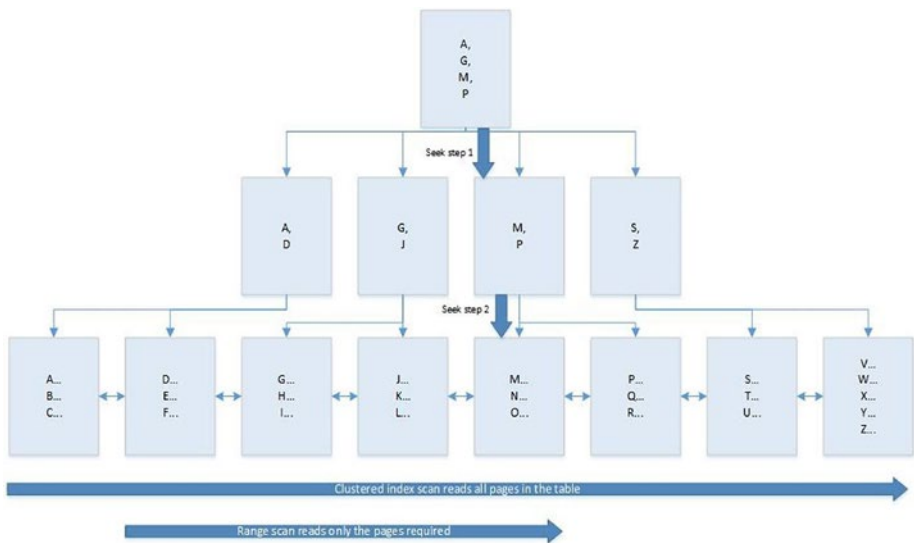 A,
G,
M,
P
Seek step 1
A,
D
G,
J
M,
P
S,
Z
Seek step 2
A...
B...
C...
D...
E...
F...
G...
H...
I...
J...
K...
L...
M...
N...
O...
P...
Q...
R...
S...
T...
U...
V...
W...
X...
Y...
Z...
Clustered index scan reads all pages in the table
Range scan reads only the pages required